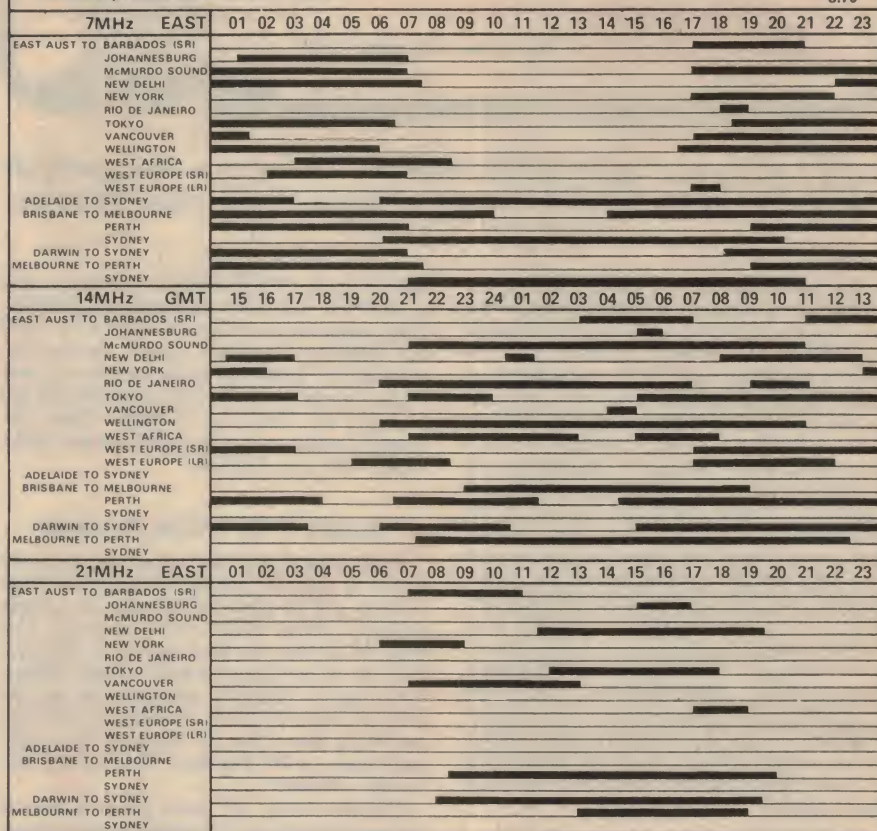 7MHz EAST 01 02 03 04 05 06 07 08 09 10 11 12 13 14 15 16 17 18 19 20 21 22 23
EAST AUST TO BARBADOS (SR)
JOHANNESBURG
McMURDO SOUND
NEW DELHI
NEW YORK
RIO DE JANEIRO
TOKYO
VANCOUVER
WELLINGTON
WEST AFRICA
WEST EUROPE (SR)
WEST EUROPE (LR)
ADELAIDE TO SYDNEY
BRISBANE TO MELBOURNE
PERTH
SYDNEY
DARWIN TO SYDNEY
MELBOURNE TO PERTH
SYDNEY
14MHz GMT 15 16 17 18 19 20 21 22 23 24 01 02 03 04 05 06 07 08 09 10 11 12 13
EAST AUST TO BARBADOS (SR)
JOHANNESBURG
McMURDO SOUND
NEW DELHI
NEW YORK
RIO DE JANEIRO
TOKYO
VANCOUVER
WELLINGTON
WEST AFRICA
WEST EUROPE (SR)
WEST EUROPE (LR)
ADELAIDE TO SYDNEY
BRISBANE TO MELBOURNE
PERTH
SYDNEY
DARWIN TO SYDNEY
MELBOURNE TO PERTH
SYDNEY
21MHz EAST 01 02 03 04 05 06 07 08 09 10 11 12 13 14 15 16 17 18 19 20 21 22 23
EAST AUST TO BARBADOS (SR)
JOHANNESBURG
McMURDO SOUND
NEW DELHI
NEW YORK
RIO DE JANEIRO
TOKYO
VANCOUVER
WELLINGTON
WEST AFRICA
WEST EUROPE (SR)
WEST EUROPE (LR)
ADELAIDE TO SYDNEY
BRISBANE TO MELBOURNE
PERTH
SYDNEY
DARWIN TO SYDNEY
MELBOURNE TO PERTH
SYDNEY